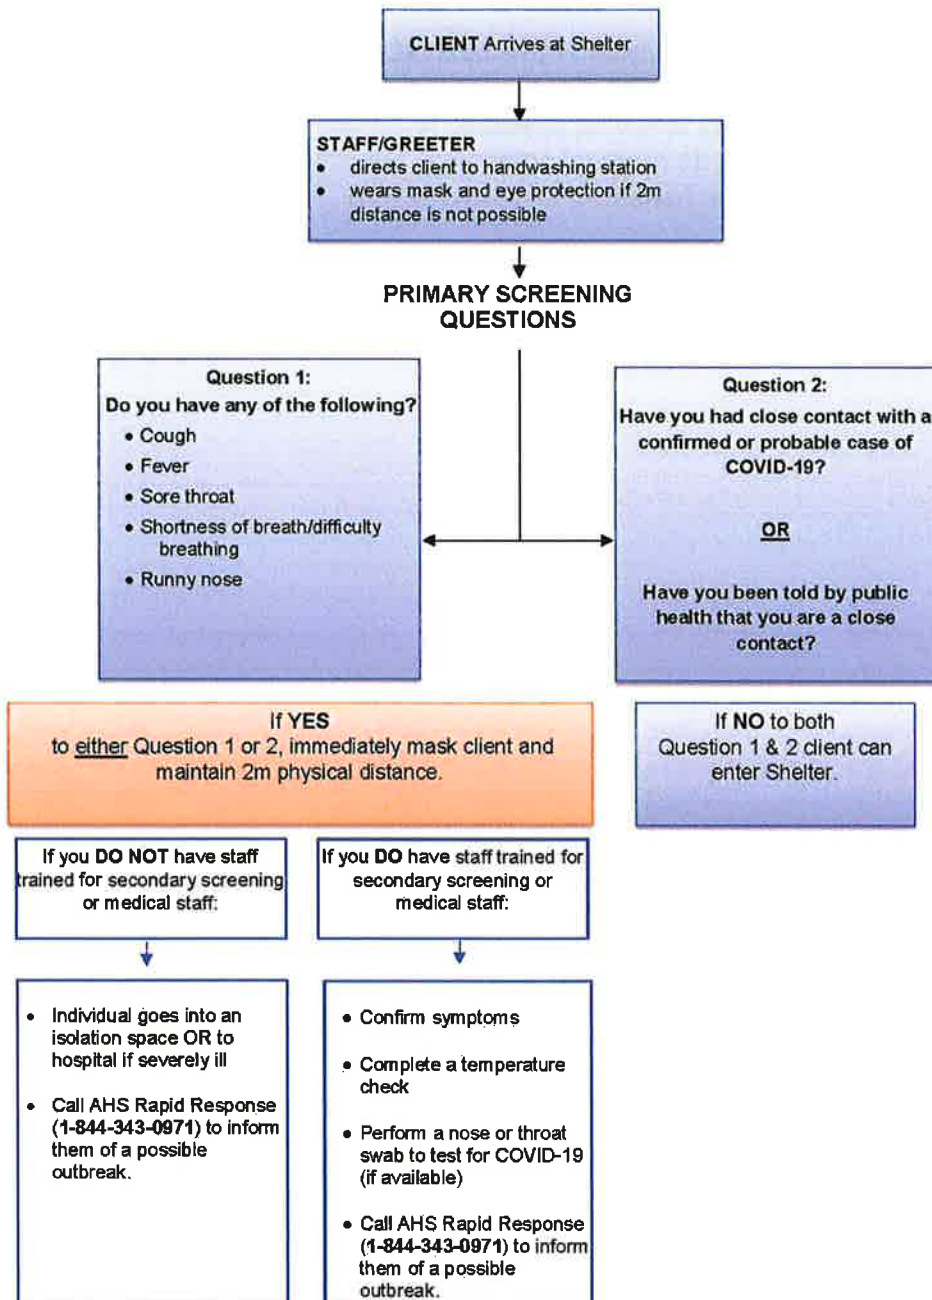 CLIENT Arrives at Shelter
STAFF/GREETER
• directs client to handwashing station
• wears mask and eye protection if 2m
distance is not possible
PRIMARY SCREENING
QUESTIONS
Question 1:
Do you have any of the following?
• Cough
• Fever
• Sore throat
• Shortness of breath/difficulty
breathing
• Runny nose
Question 2:
Have you had close contact with a
confirmed or probable case of
COVID-19?
OR
Have you been told by public
health that you are a close
contact?
If YES
to either Question 1 or 2, immediately mask client and
maintain 2m physical distance.
If NO to both
Question 1 & 2 client can
enter Shelter.
If you DO NOT have staff
trained for secondary screening
or medical staff:
• Individual goes into an
isolation space OR to
hospital if severely ill
• Call AHS Rapid Response
(1-844-343-0971) to inform
them of a possible
outbreak.
If you DO have staff trained for
secondary screening or
medical staff:
• Confirm symptoms
• Complete a temperature
check
• Perform a nose or throat
swab to test for COVID-19
(if available)
• Call AHS Rapid Response
(1-844-343-0971) to inform
them of a possible
outbreak.